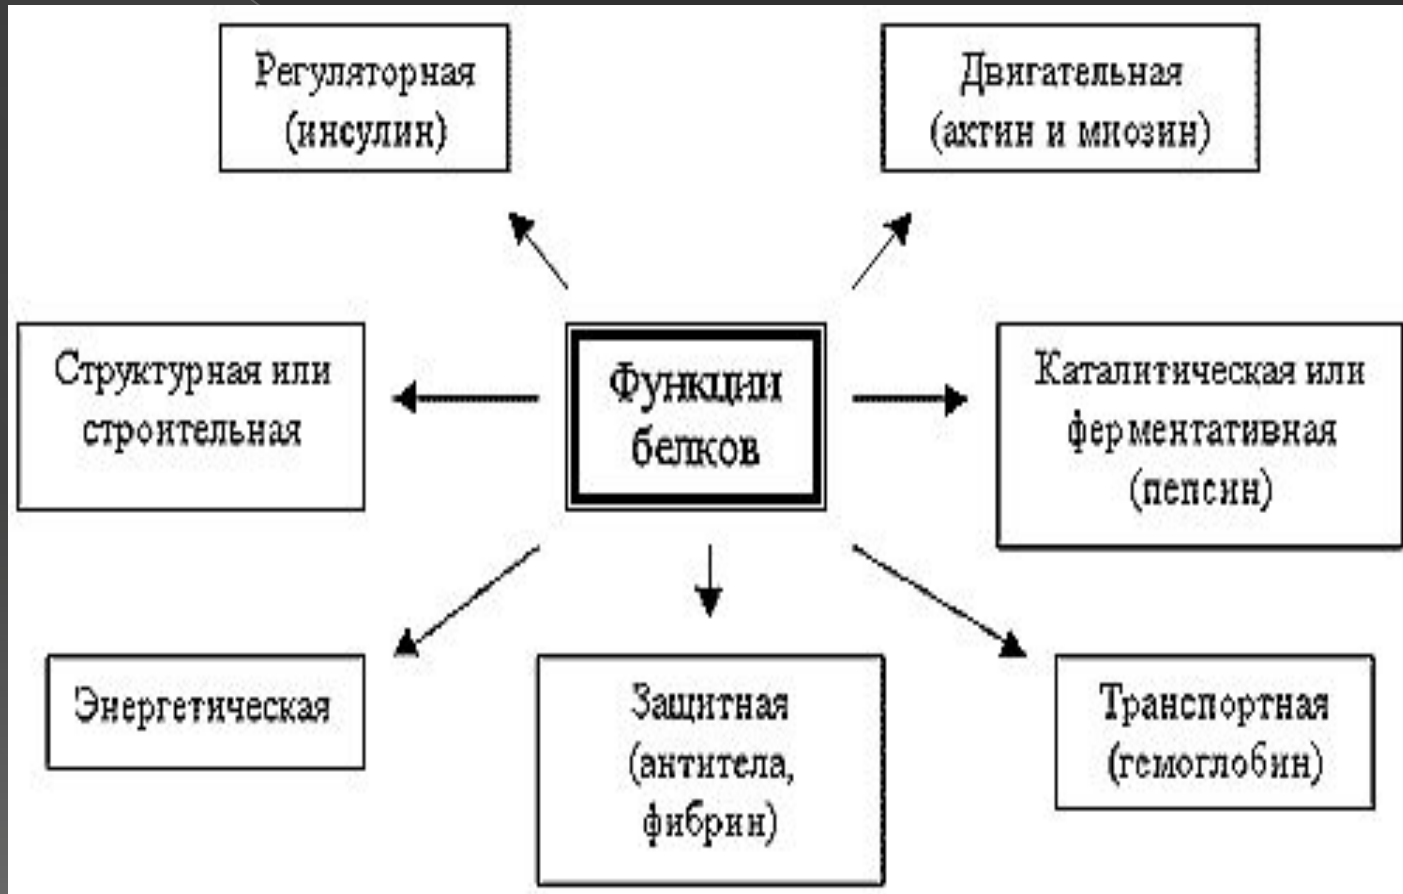 Регуляторная
(инсулин)
Двигательная
(актин и миозин)
Структурная или
строительная
Функции
белков
Каталитическая или
ферментативная
(пепсин)
Энергетическая
Защитная
(антитела,
фибрин)
Транспортная
(гемоглобин)